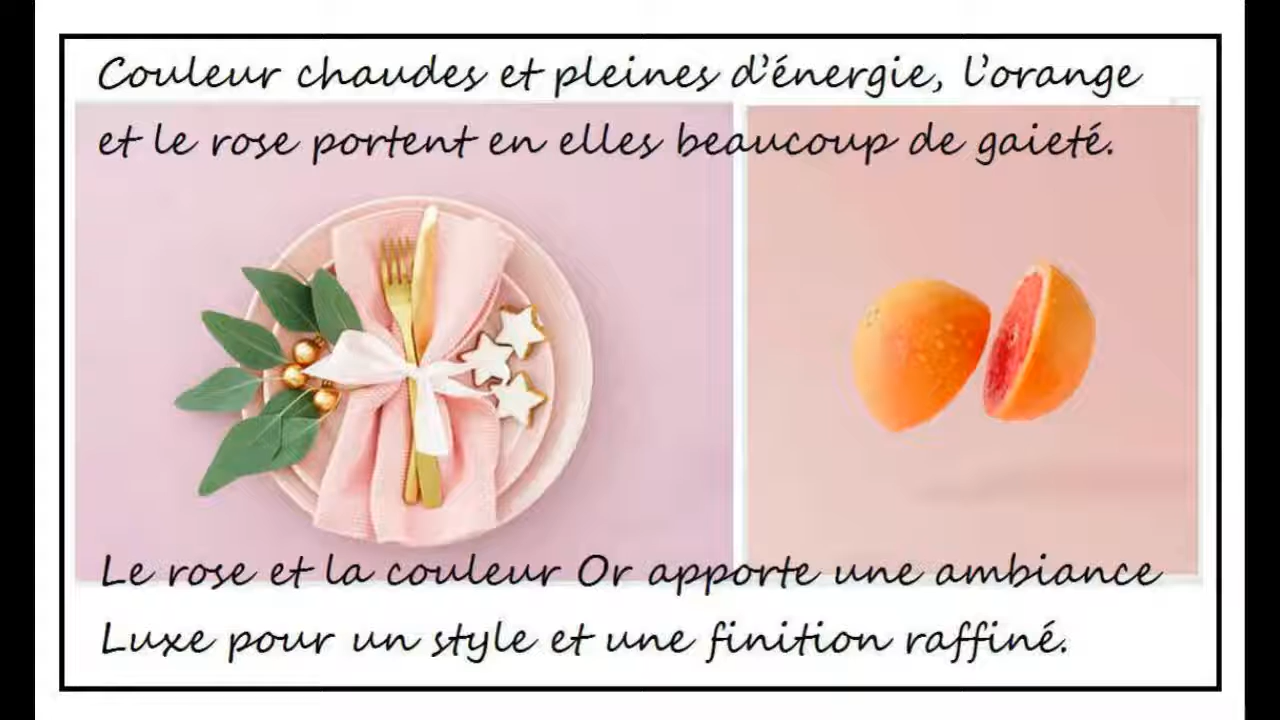 Couleur chaudes et pleines d'énergie, l'orange
et le rose portent en elles beaucoup de gaieté.
Le rose et la couleur Or apporte une ambiance
Luxe pour un style et une finition raffiné.